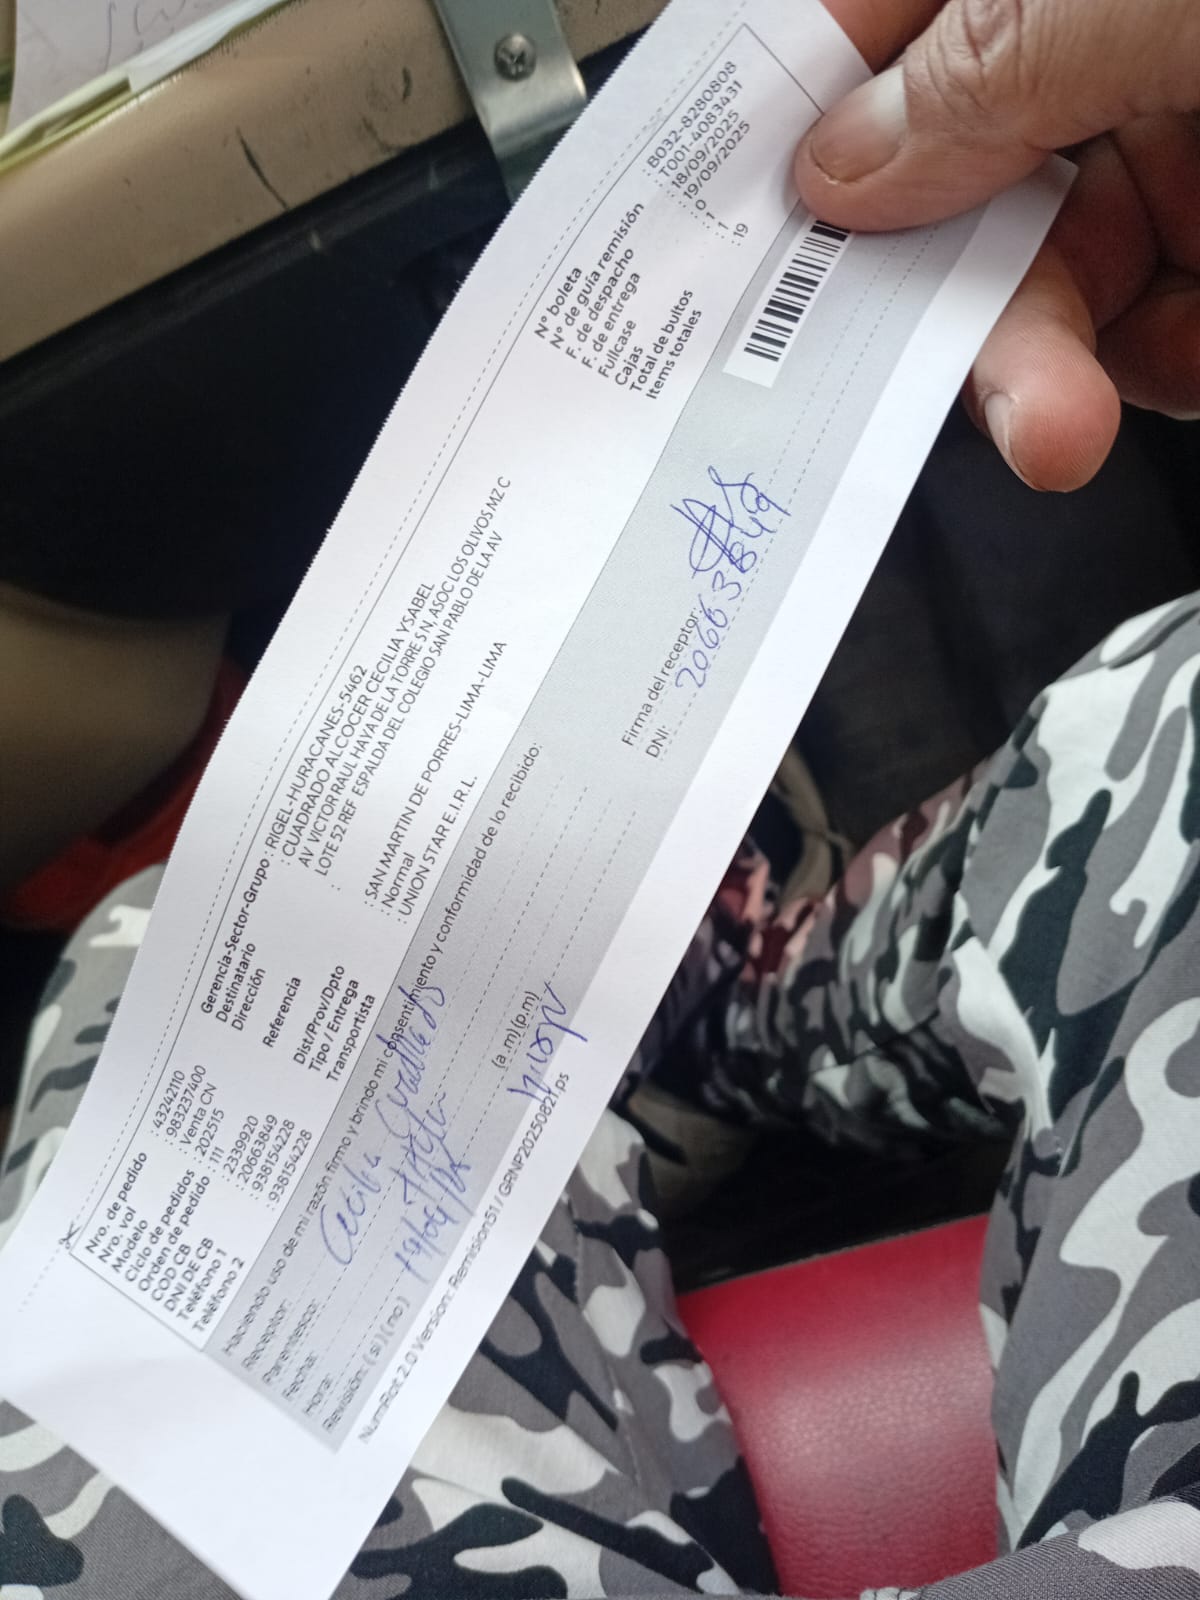 Nro. de pedido : 43242110
Nro. vol : 983237400
Modelo : Venta CN
Ciclo de pedidos : 202515
Orden de pedido : 111
COD CB : 2339920
DNI DE CB : 20663849
Teléfono 1 : 938154228
Teléfono 2 : 938154228
Gerencia-Sector-Grupo : RIGEL-HURACANES-5462
Destinatario : CUADRADO ALCOCER CECILIA YSABEL
Dirección AV VICTOR RAUL HAYA DE LA TORRE S N, ASOC LOS OLIVOS MZ C
LOTE 52 REF ESPALDA DEL COLEGIO SAN PABLO DE LA AV
Referencia :
Dist/Prov/Dpto : SAN MARTIN DE PORRES-LIMA-LIMA
Tipo / Entrega : Normal
Transportista : UNION STAR E.I.R.L.
N° boleta : B032-8280808
N° de guía remisión : T001-4083431
F. de despacho : 18/09/2025
F. de entrega : 19/09/2025
Fullcase : 0
Cajas : 1
Total de bultos : 1
Items totales : 19
Haciendo uso de mi razón firmo y brindo mi consentimiento y conformidad de lo recibido:
Receptor: Cecilia Cuadrado
Parentesco:
Fecha: 19/09/
Hora: (a.m) (p.m)
Revisión: ( si ) ( no )
Firma del receptor:
DNI: 20663849
NumRot 2.0 Version: Remision51 / GRNP20250821.ps